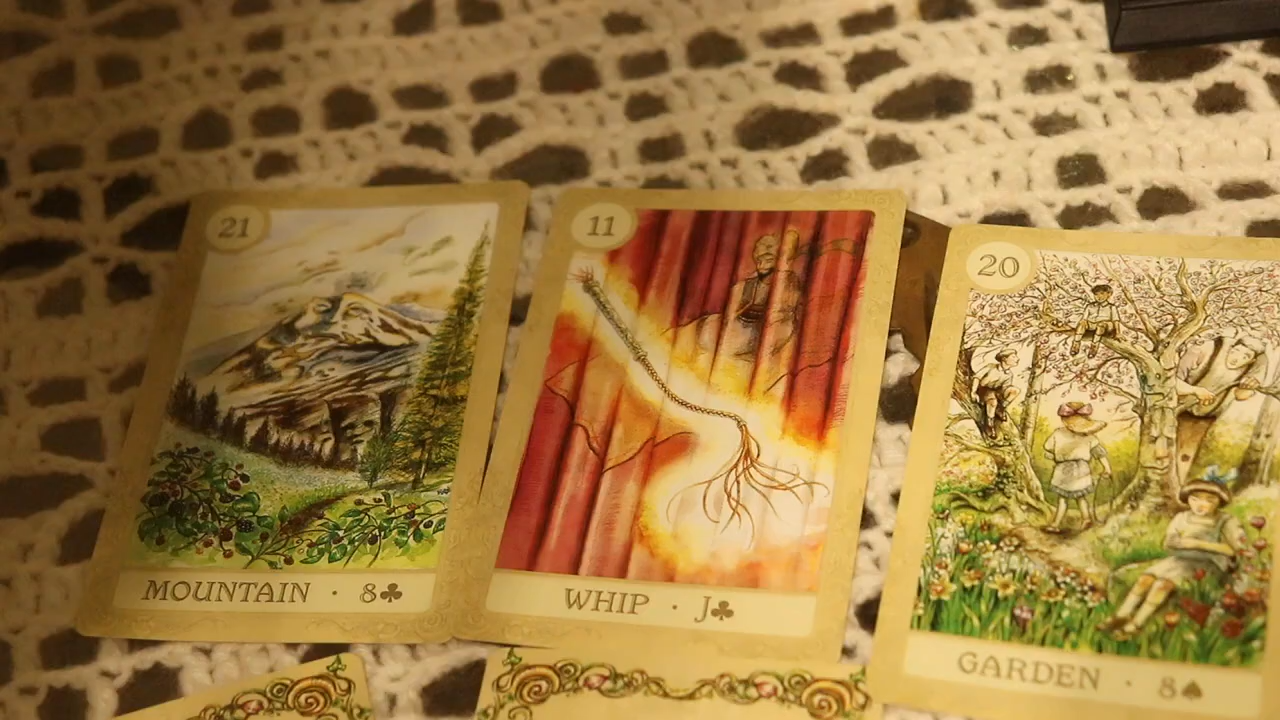 21
MOUNTAIN · 8♣
11
WHIP · J♣
20
GARDEN · 8♠